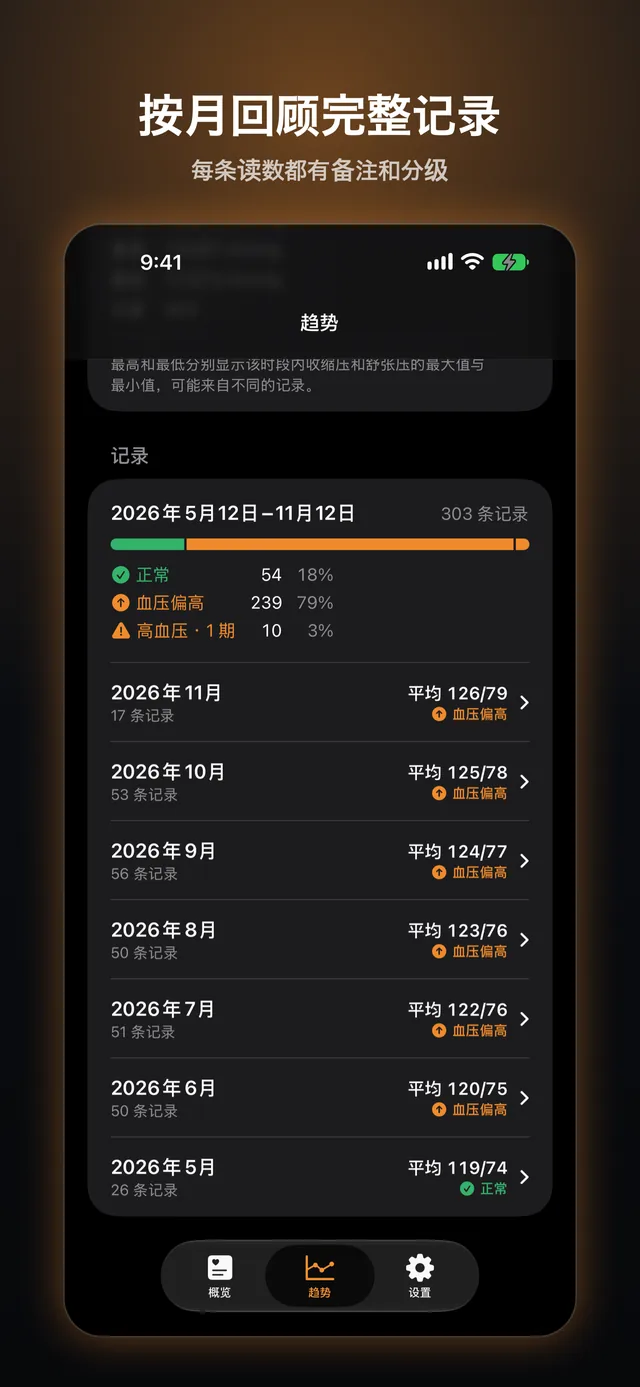 按月回顾完整记录
每条读数都有备注和分级
9:41
趋势
最高和最低分别显示该时段内收缩压和舒张压的最大值与
最小值，可能来自不同的记录。
记录
2026年5月12日–11月12日 303 条记录
正常 54 18%
血压偏高 239 79%
高血压 · 1 期 10 3%
2026年11月 平均 126/79
17 条记录 血压偏高
2026年10月 平均 125/78
53 条记录 血压偏高
2026年9月 平均 124/77
56 条记录 血压偏高
2026年8月 平均 123/76
50 条记录 血压偏高
2026年7月 平均 122/76
51 条记录 血压偏高
2026年6月 平均 120/75
50 条记录 血压偏高
2026年5月 平均 119/74
26 条记录 正常
概览 趋势 设置